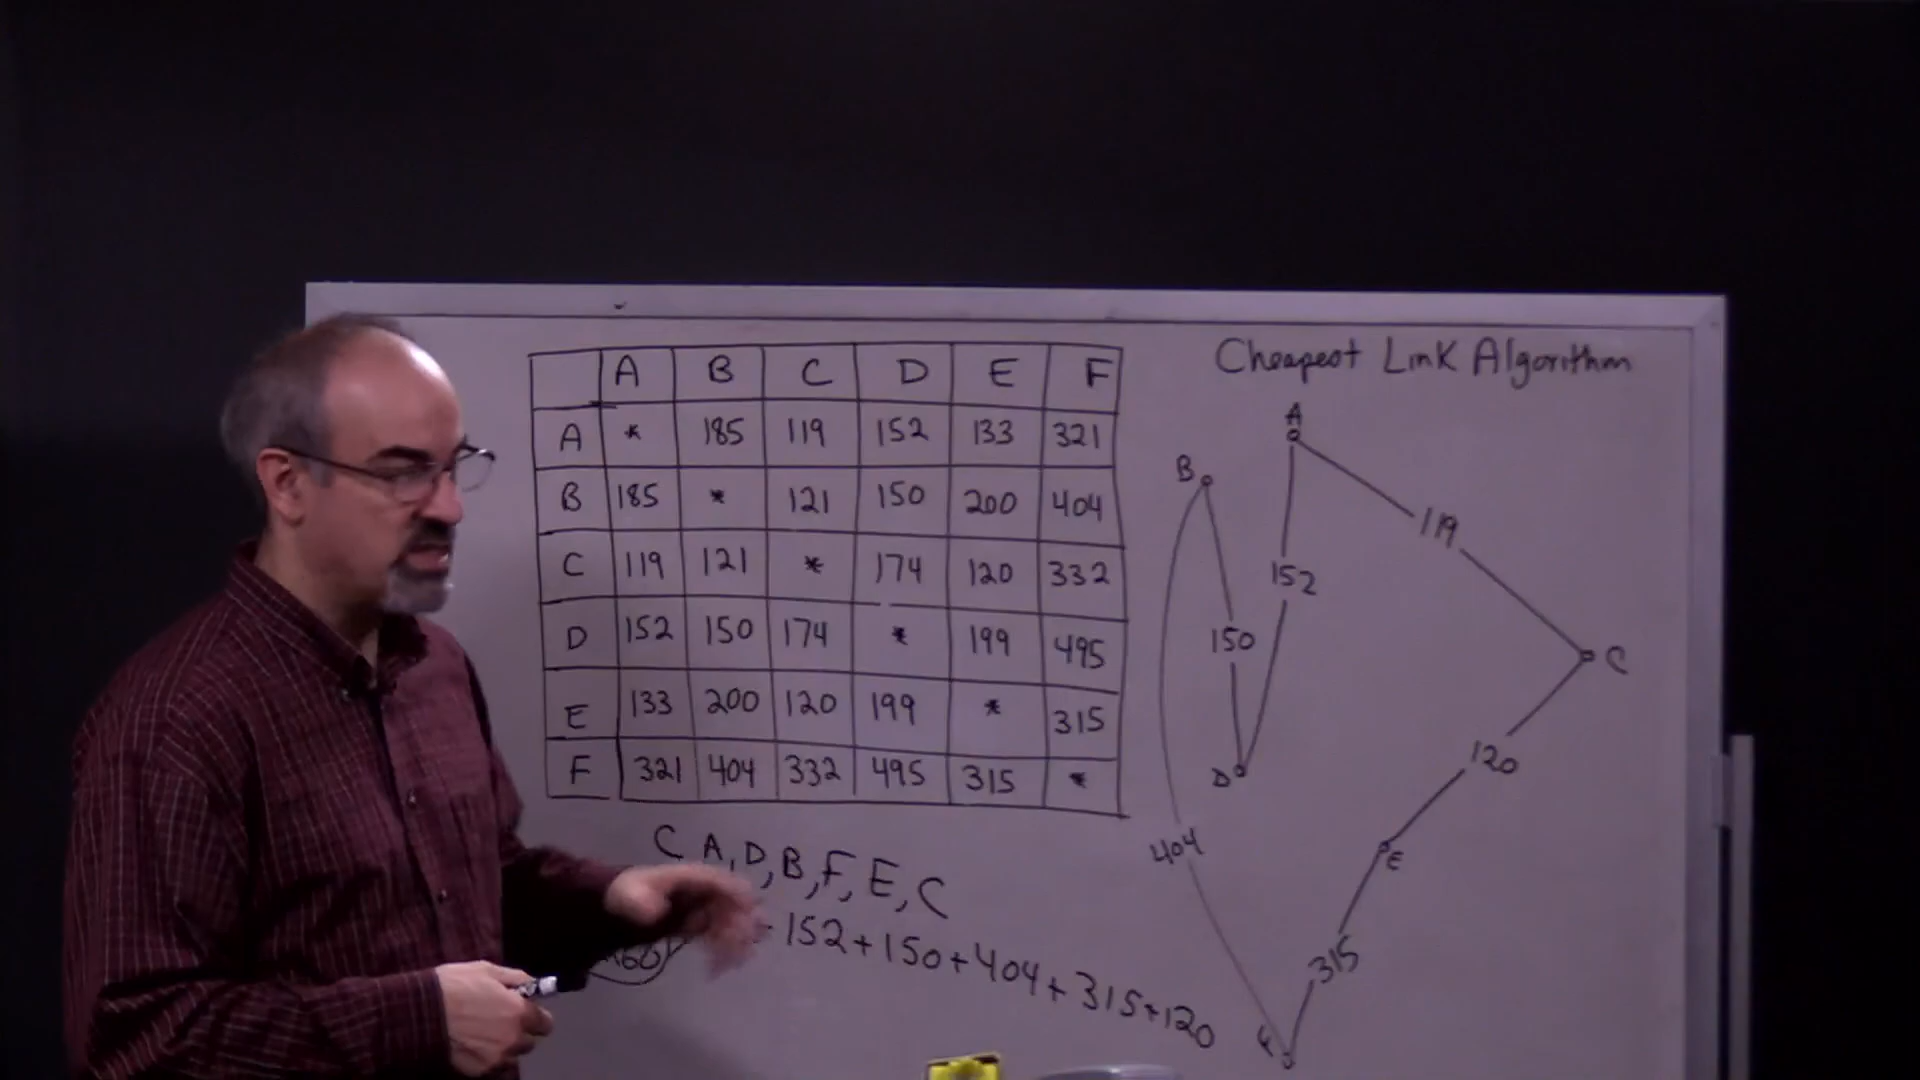 Cheapest Link Algorithm
A B C D E F
A * 185 119 152 133 321
B 185 * 121 150 200 404
C 119 121 * 174 120 332
D 152 150 174 * 199 495
E 133 200 120 199 * 315
F 321 404 332 495 315 *
C A, D, B, F, E, C
152+150+404+315+120
A
B
119
152
150
C
120
D
404
E
315